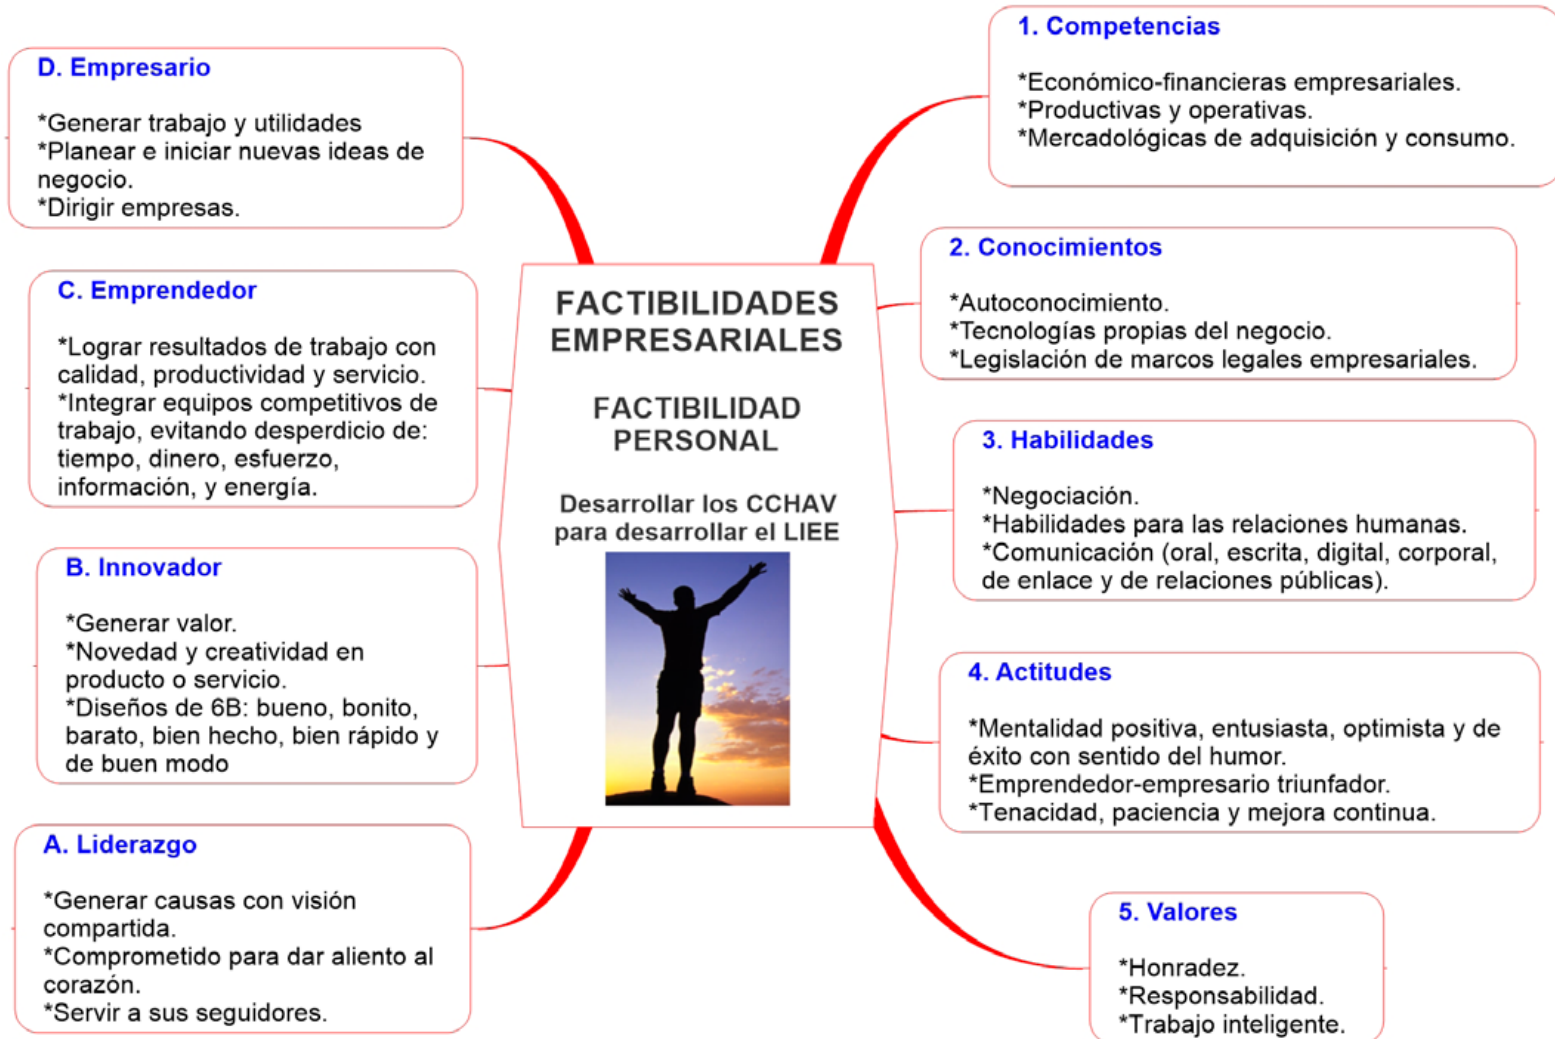 FACTIBILIDADES
EMPRESARIALES
FACTIBILIDAD
PERSONAL
Desarrollar los CCHAV
para desarrollar el LIEE
1. Competencias
*Económico-financieras empresariales.
*Productivas y operativas.
*Mercadológicas de adquisición y consumo.
2. Conocimientos
*Autoconocimiento.
*Tecnologías propias del negocio.
*Legislación de marcos legales empresariales.
3. Habilidades
*Negociación.
*Habilidades para las relaciones humanas.
*Comunicación (oral, escrita, digital, corporal,
de enlace y de relaciones públicas).
4. Actitudes
*Mentalidad positiva, entusiasta, optimista y de
éxito con sentido del humor.
*Emprendedor-empresario triunfador.
*Tenacidad, paciencia y mejora continua.
5. Valores
*Honradez.
*Responsabilidad.
*Trabajo inteligente.
A. Liderazgo
*Generar causas con visión
compartida.
*Comprometido para dar aliento al
corazón.
*Servir a sus seguidores.
B. Innovador
*Generar valor.
*Novedad y creatividad en
producto o servicio.
*Diseños de 6B: bueno, bonito,
barato, bien hecho, bien rápido y
de buen modo
C. Emprendedor
*Lograr resultados de trabajo con
calidad, productividad y servicio.
*Integrar equipos competitivos de
trabajo, evitando desperdicio de:
tiempo, dinero, esfuerzo,
información, y energía.
D. Empresario
*Generar trabajo y utilidades
*Planear e iniciar nuevas ideas de
negocio.
*Dirigir empresas.